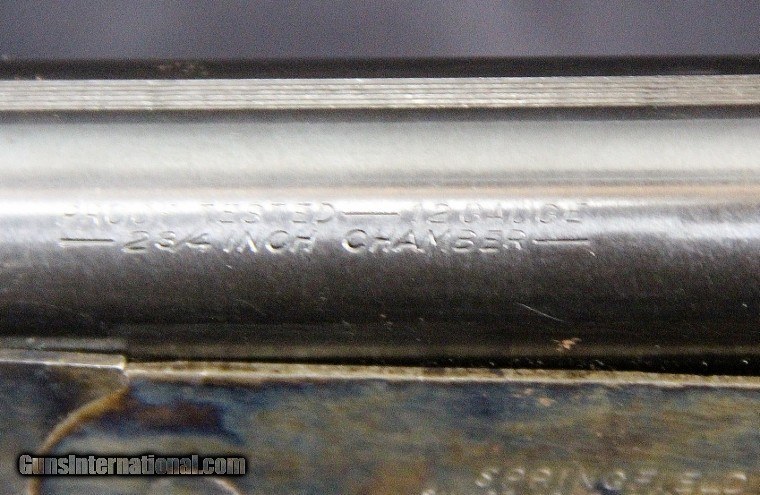 PROOF TESTED — 12 GAUGE
— 2 3/4 INCH CHAMBER —
SPRINGFIELD
GunsInternational.com